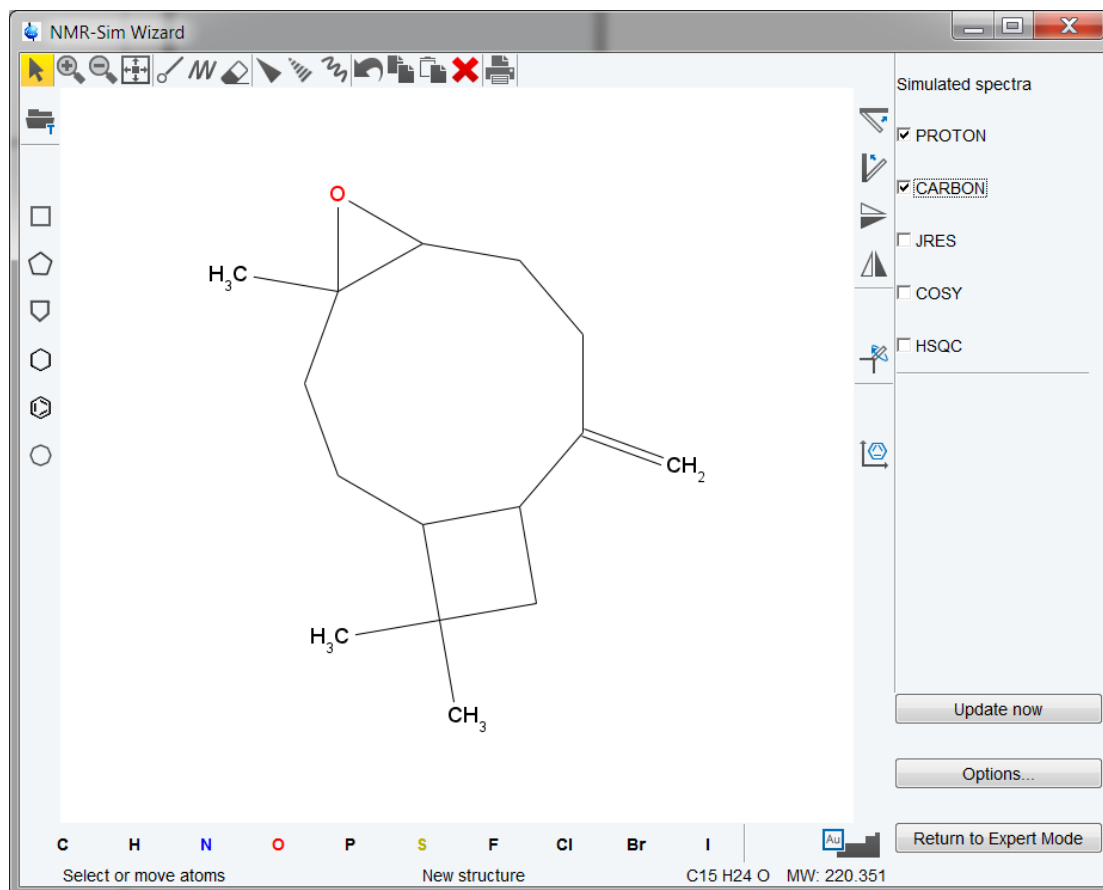 NMR-Sim Wizard
Simulated spectra
PROTON
CARBON
JRES
COSY
HSQC
T
O
H3C
CH2
H3C
CH3
Update now
Options...
Return to Expert Mode
C H N O P S F Cl Br I
Au
Select or move atoms New structure C15 H24 O MW: 220.351